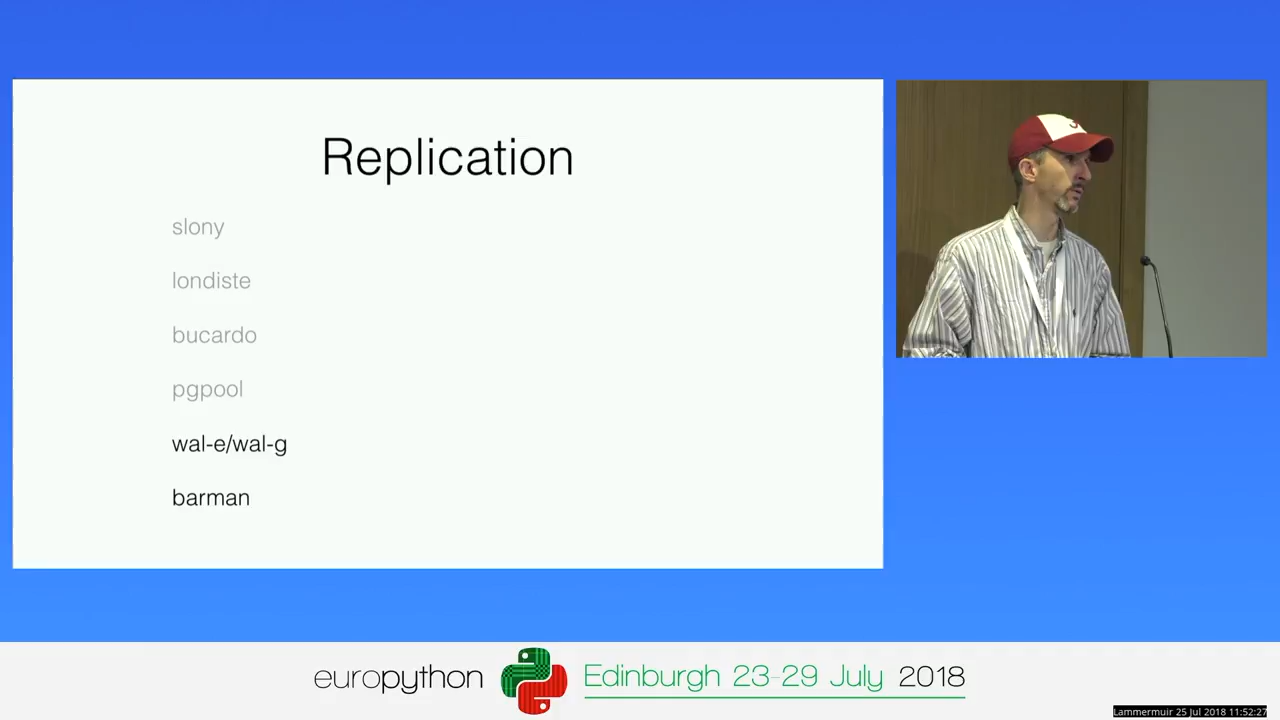 Replication
slony
londiste
bucardo
pgpool
wal-e/wal-g
barman
europython
Edinburgh 23-29 July 2018
Lammermuir 25 Jul 2018 11:52:27